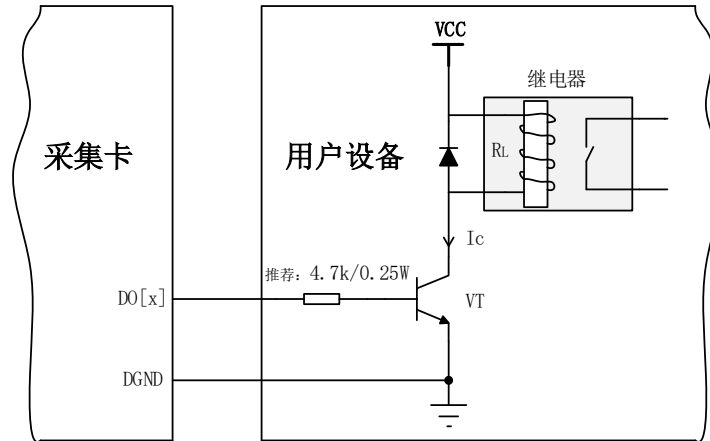 VCC
继电器
采集卡
用户设备
RL
Ic
推荐: 4.7k/0.25W
DO[x]
VT
DGND